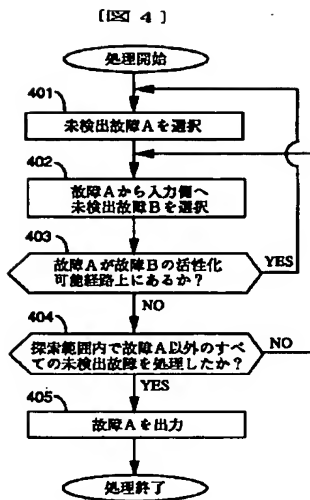 〔図 4〕
処理開始
401
未検出故障Aを選択
402
故障Aから入力側へ
未検出故障Bを選択
403
故障Aが故障Bの活性化
可能経路上にあるか？
YES
NO
404
探索範囲内で故障A以外のすべ
ての未検出故障を処理したか？
NO
YES
405
故障Aを出力
処理終了